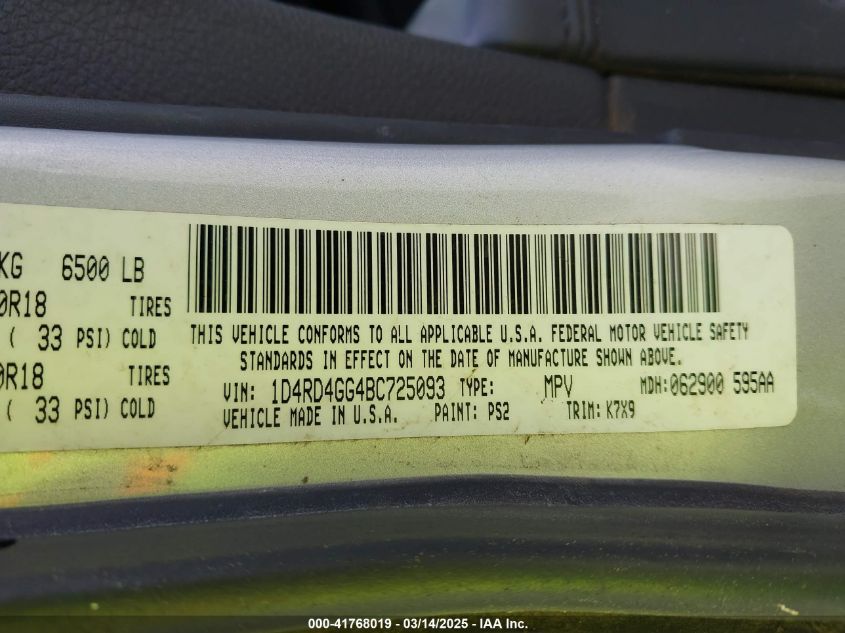 KG 6500 LB
0R18 TIRES
( 33 PSI) COLD
0R18 TIRES
( 33 PSI) COLD
THIS VEHICLE CONFORMS TO ALL APPLICABLE U.S.A. FEDERAL MOTOR VEHICLE SAFETY
STANDARDS IN EFFECT ON THE DATE OF MANUFACTURE SHOWN ABOVE.
VIN: 1D4RD4GG4BC725093 TYPE: MPV MDH: 062900 595AA
VEHICLE MADE IN U.S.A. PAINT: PS2 TRIM: K7X9
000-41768019 - 03/14/2025 - IAA Inc.